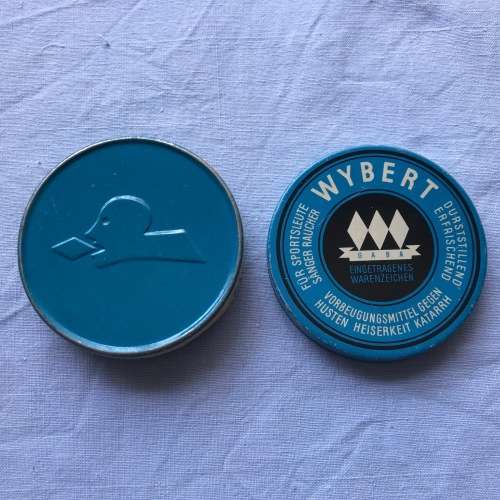 WYBERT
FÜR SPORTSLEUTE
SÄNGER RAUCHER
DURSTSTILLEND
ERFRISCHEND
GABA
EINGETRAGENES
WARENZEICHEN
VORBEUGUNGSMITTEL GEGEN
HUSTEN HEISERKEIT KATARRH